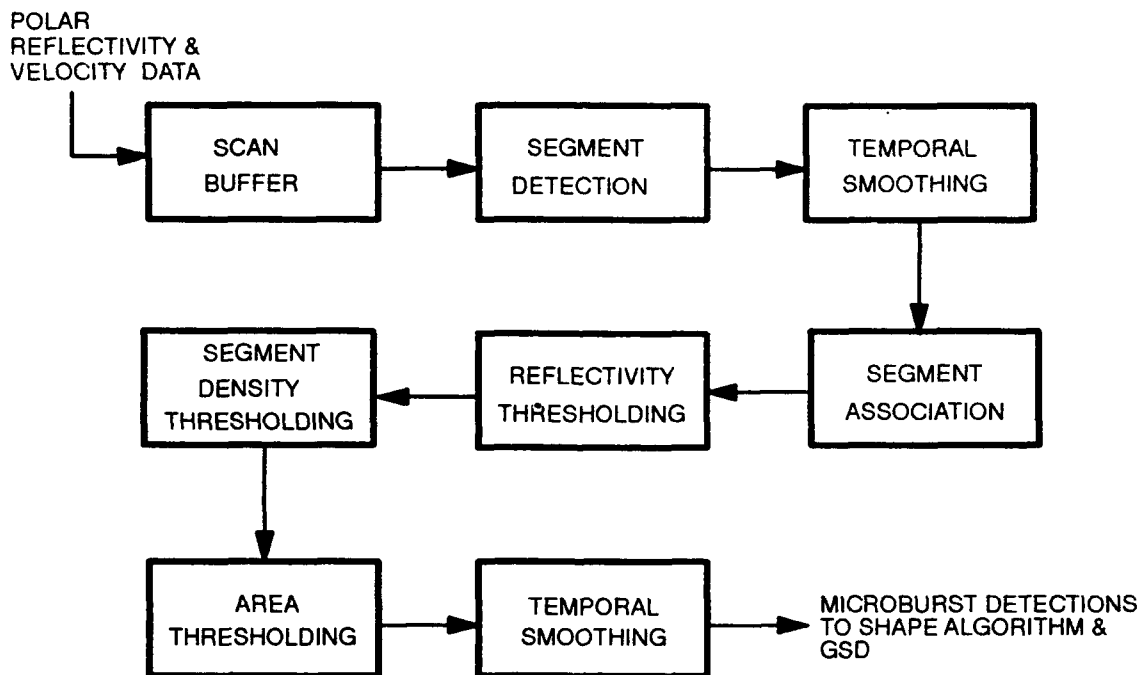 POLAR
REFLECTIVITY &
VELOCITY DATA
SCAN
BUFFER
SEGMENT
DETECTION
TEMPORAL
SMOOTHING
SEGMENT
ASSOCIATION
REFLECTIVITY
THRESHOLDING
SEGMENT
DENSITY
THRESHOLDING
AREA
THRESHOLDING
TEMPORAL
SMOOTHING
MICROBURST DETECTIONS
TO SHAPE ALGORITHM &
GSD